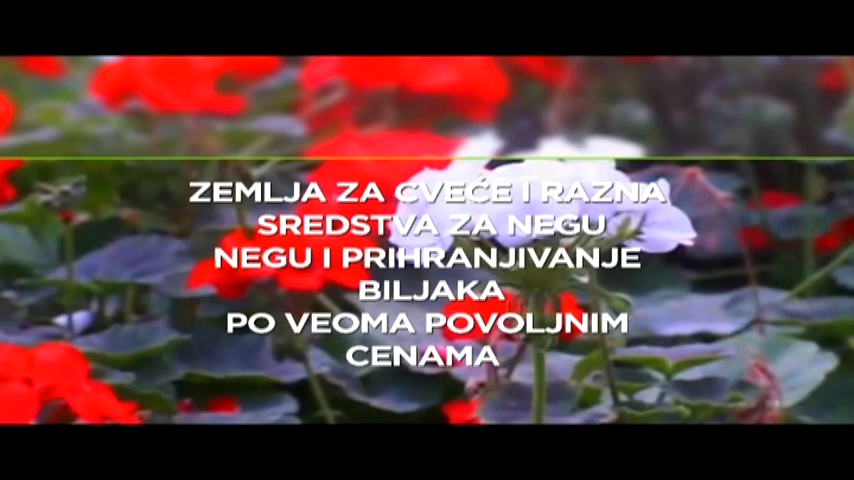 ZEMLJA ZA CVEĆE I RAZNA
SREDSTVA ZA NEGU
NEGU I PRIHRANJIVANJE
BILJAKA
PO VEOMA POVOLJNIM
CENAMA